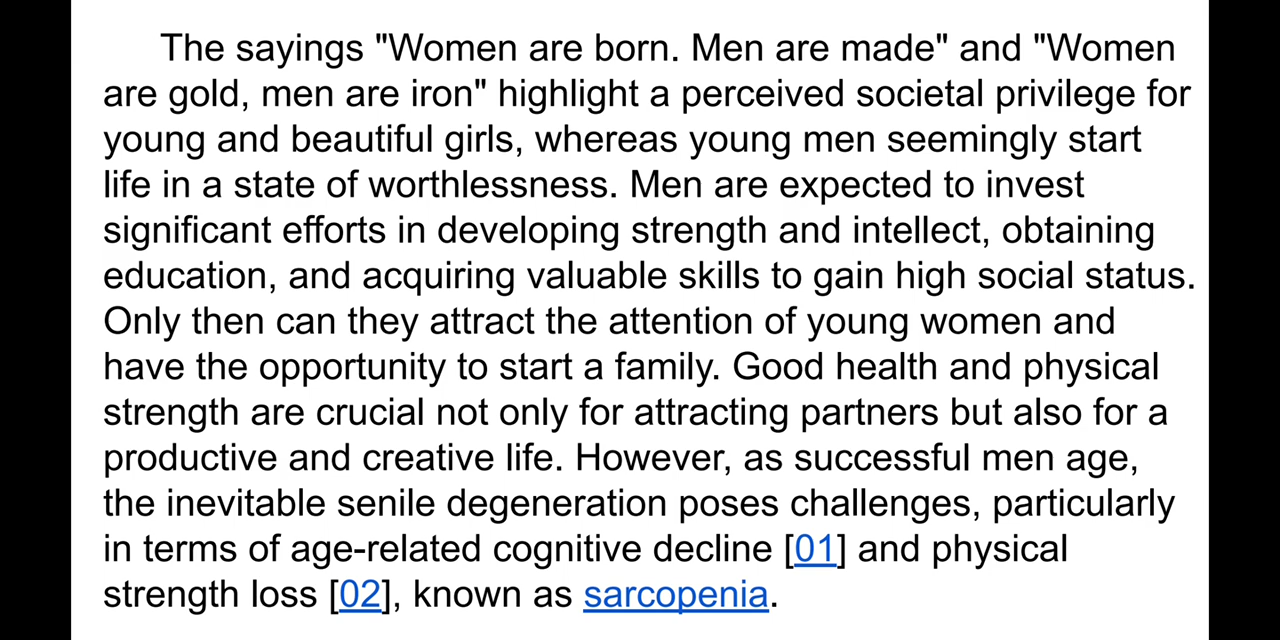 The sayings "Women are born. Men are made" and "Women
are gold, men are iron" highlight a perceived societal privilege for
young and beautiful girls, whereas young men seemingly start
life in a state of worthlessness. Men are expected to invest
significant efforts in developing strength and intellect, obtaining
education, and acquiring valuable skills to gain high social status.
Only then can they attract the attention of young women and
have the opportunity to start a family. Good health and physical
strength are crucial not only for attracting partners but also for a
productive and creative life. However, as successful men age,
the inevitable senile degeneration poses challenges, particularly
in terms of age-related cognitive decline [01] and physical
strength loss [02], known as sarcopenia.